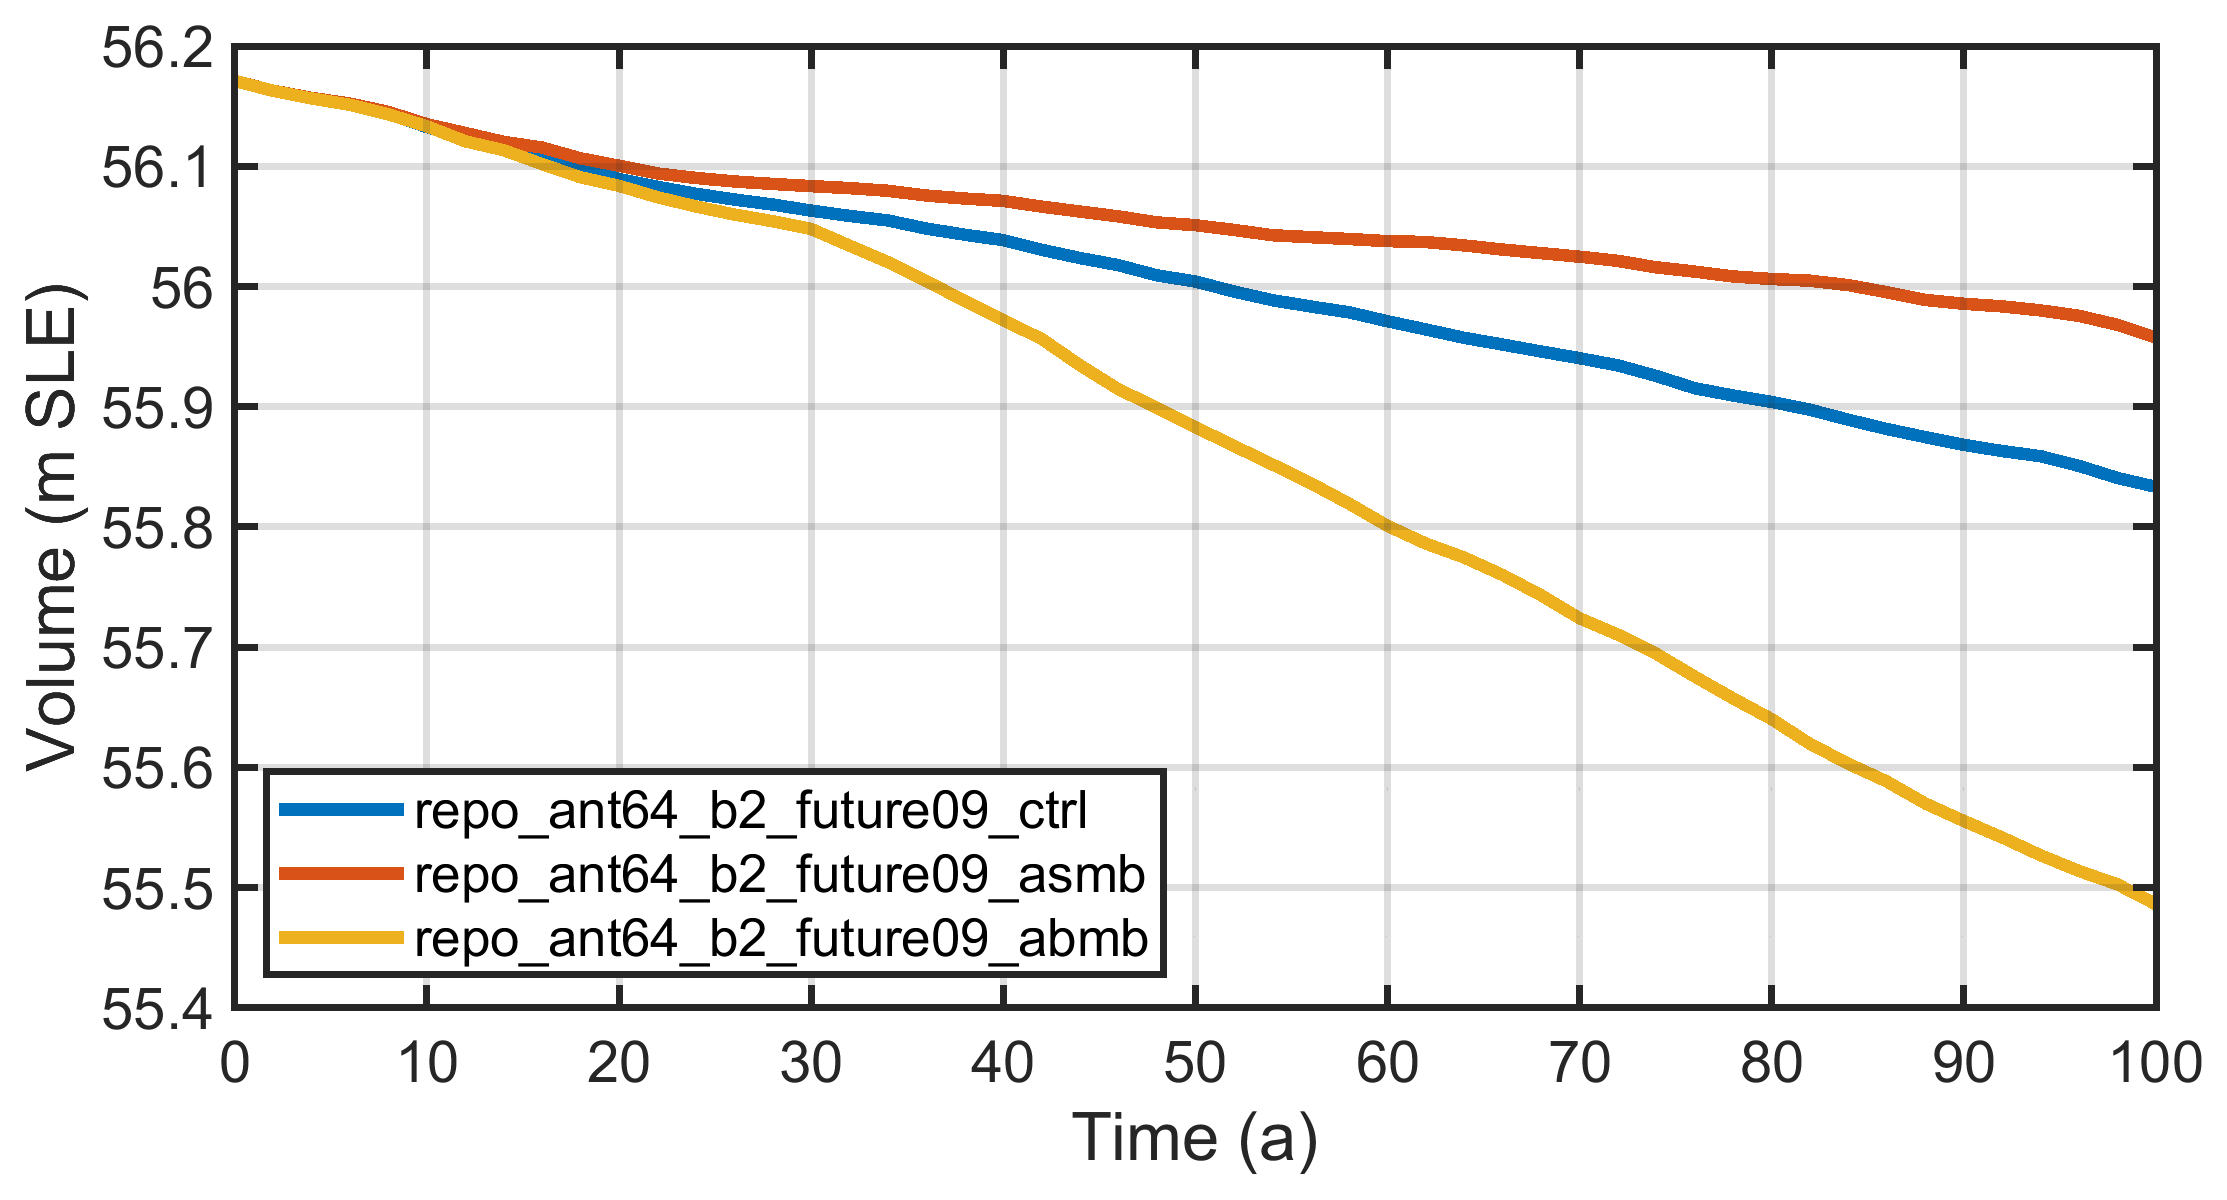 56.2
56.1
56
55.9
55.8
55.7
55.6
55.5
55.4
Volume (m SLE)
repo_ant64_b2_future09_ctrl
repo_ant64_b2_future09_asmb
repo_ant64_b2_future09_abmb
0 10 20 30 40 50 60 70 80 90 100
Time (a)